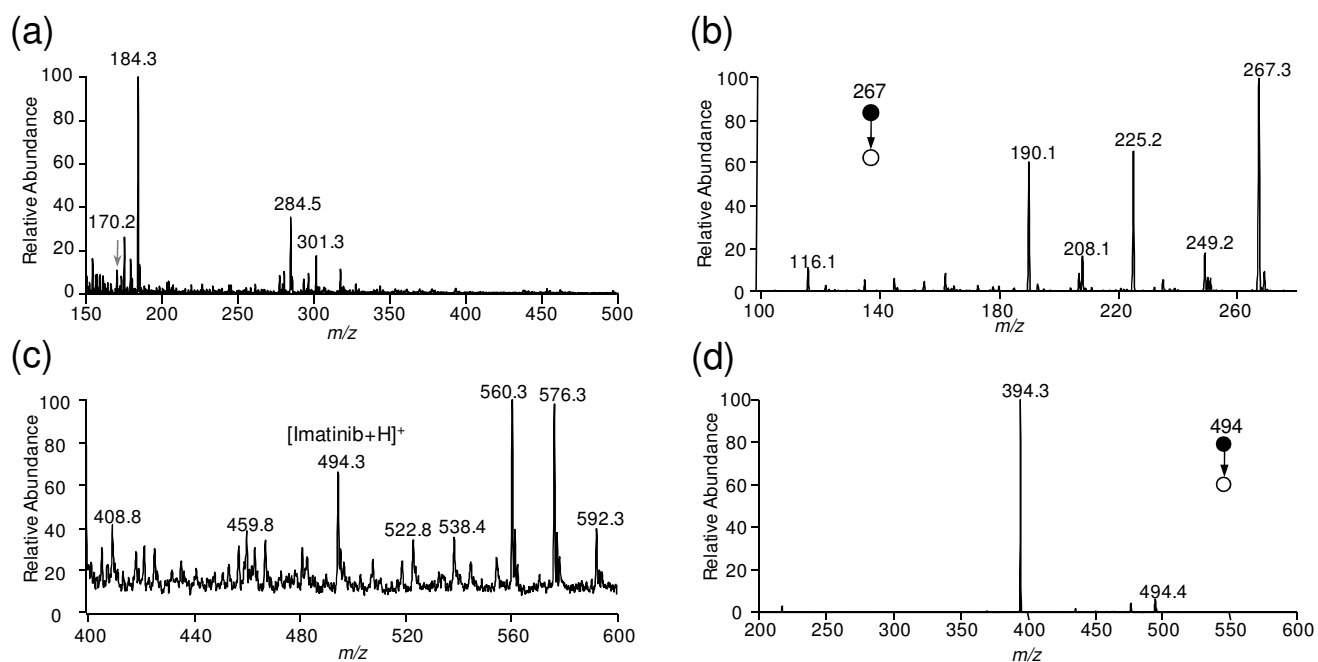 (a)
Relative Abundance
100
80
60
40
20
0
184.3
170.2
284.5
301.3
150 200 250 300 350 400 450 500
m/z
(b)
Relative Abundance
100
80
60
40
20
0
267
267.3
190.1
225.2
208.1
249.2
116.1
100 140 180 220 260
m/z
(c)
Relative Abundance
100
80
60
40
20
0
560.3
576.3
[Imatinib+H]+
494.3
408.8
459.8
522.8
538.4
592.3
400 440 480 520 560 600
m/z
(d)
Relative Abundance
100
80
60
40
20
0
394.3
494
494.4
200 250 300 350 400 450 500 550 600
m/z